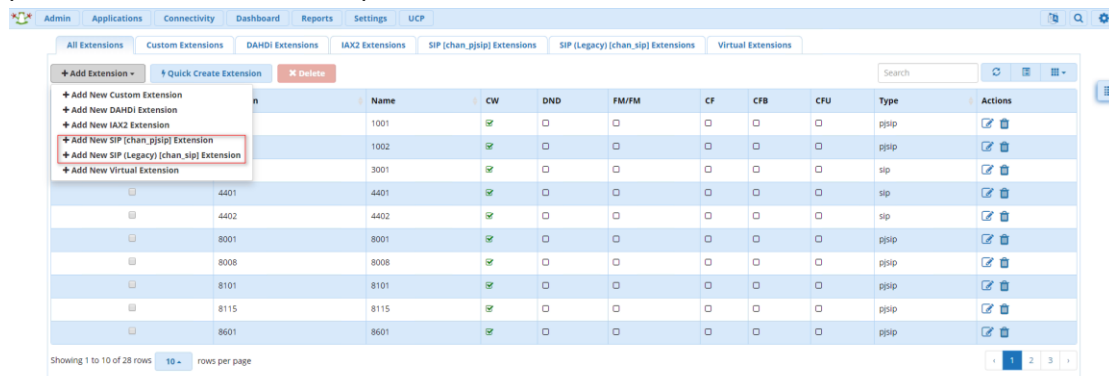 Admin Applications Connectivity Dashboard Reports Settings UCP
All Extensions Custom Extensions DAHDi Extensions IAX2 Extensions SIP [chan_pjsip] Extensions SIP (Legacy) [chan_sip] Extensions Virtual Extensions
+ Add Extension Quick Create Extension Delete Search
+ Add New Custom Extension
+ Add New DAHDi Extension
+ Add New IAX2 Extension
+ Add New SIP [chan_pjsip] Extension
+ Add New SIP (Legacy) [chan_sip] Extension
+ Add New Virtual Extension
Name CW DND FM/FM CF CFB CFU Type Actions
1001 pjsip
1002 pjsip
3001 sip
4401 4401 sip
4402 4402 sip
8001 8001 pjsip
8008 8008 pjsip
8101 8101 pjsip
8115 8115 pjsip
8601 8601 pjsip
Showing 1 to 10 of 28 rows 10 rows per page ‹ 1 2 3 ›